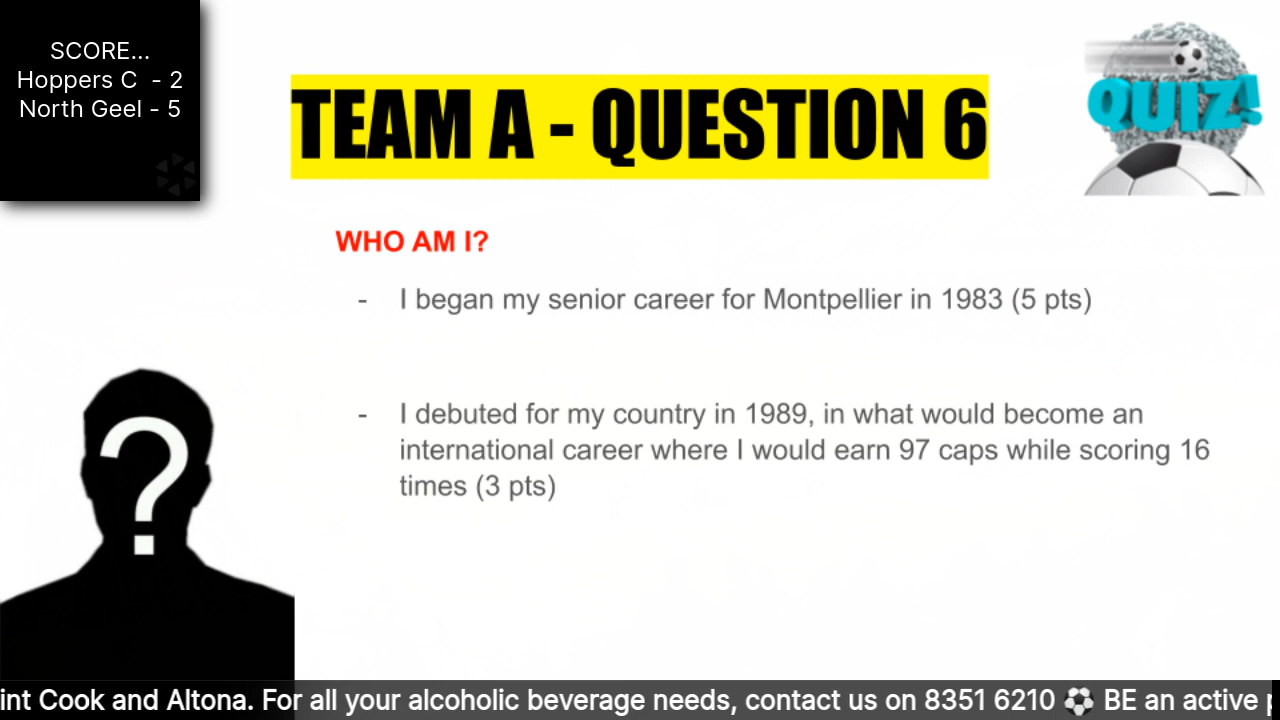 SCORE...
Hoppers C - 2
North Geel - 5
TEAM A - QUESTION 6
QUIZ!
WHO AM I?
- I began my senior career for Montpellier in 1983 (5 pts)
- I debuted for my country in 1989, in what would become an
international career where I would earn 97 caps while scoring 16
times (3 pts)
?
int Cook and Altona. For all your alcoholic beverage needs, contact us on 8351 6210 ⚽ BE an active